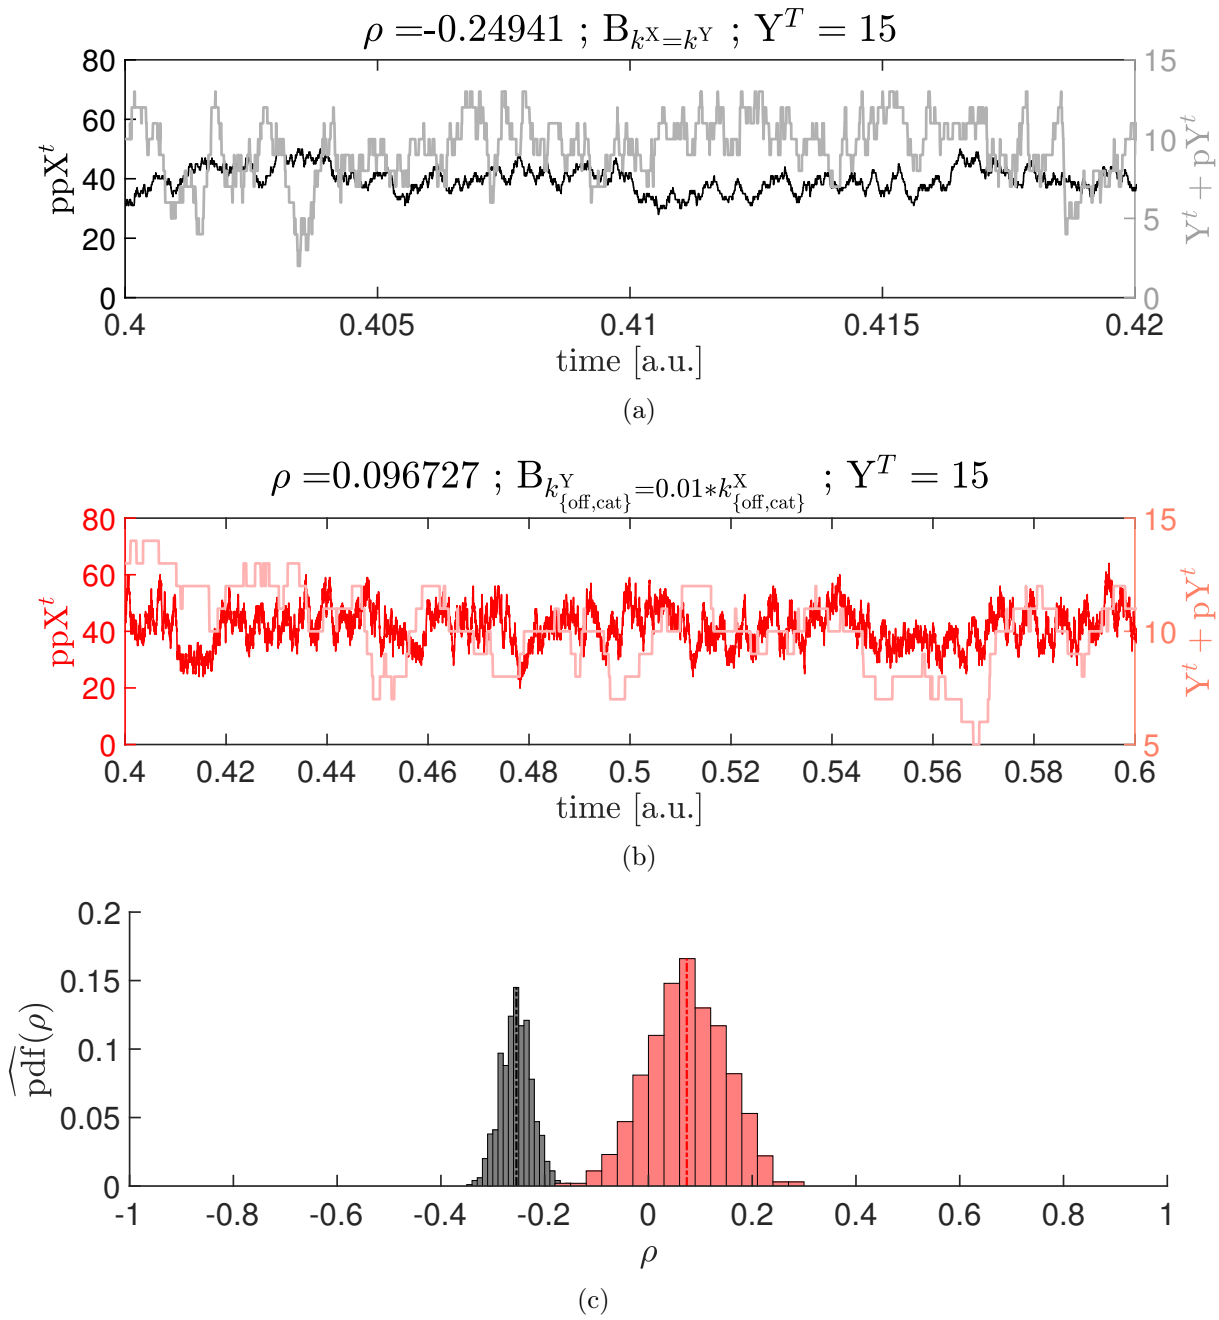 ρ =-0.24941 ; B_{k^X=k^Y} ; Y^T = 15
80
60
40
20
0
ppX^t
15
10
5
0
Y^t + pY^t
0.4 0.405 0.41 0.415 0.42
time [a.u.]
(a)
ρ =0.096727 ; B_{k^Y_{\{off,cat\}}=0.01*k^X_{\{off,cat\}}} ; Y^T = 15
80
60
40
20
0
ppX^t
15
10
5
Y^t + pY^t
0.4 0.42 0.44 0.46 0.48 0.5 0.52 0.54 0.56 0.58 0.6
time [a.u.]
(b)
0.2
0.15
0.1
0.05
0
\widehat{pdf}(ρ)
-1 -0.8 -0.6 -0.4 -0.2 0 0.2 0.4 0.6 0.8 1
ρ
(c)